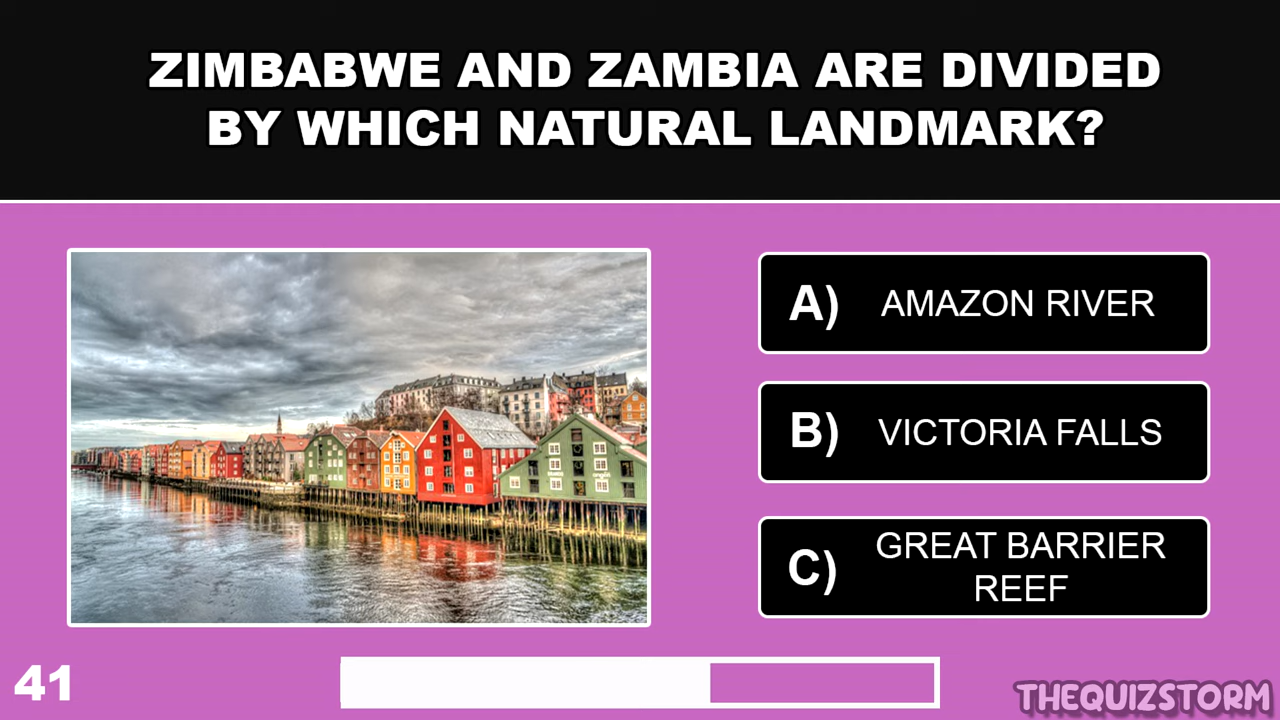 ZIMBABWE AND ZAMBIA ARE DIVIDED
BY WHICH NATURAL LANDMARK?
A) AMAZON RIVER
B) VICTORIA FALLS
C) GREAT BARRIER
REEF
41
THEQUIZSTORM